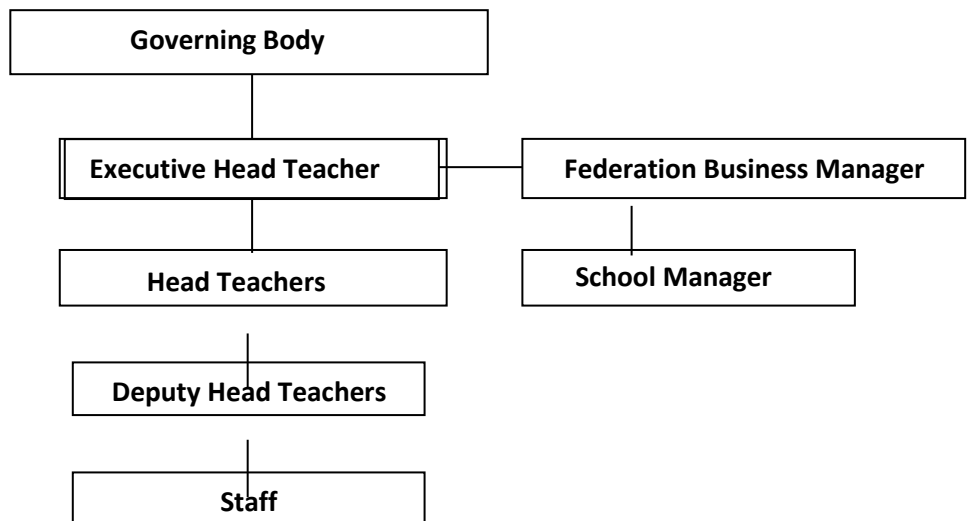 Governing Body
Executive Head Teacher
Federation Business Manager
Head Teachers
School Manager
Deputy Head Teachers
Staff